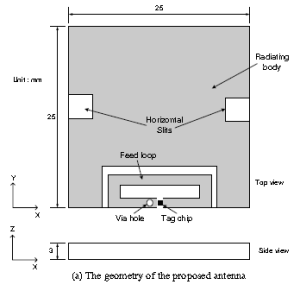 25
Radiating
body
Unit : mm
25
Horizontal
Slits
Feed loop
Top view
Y
X
Via hole
Tag chip
Z
3
X
Side view
(a) The geometry of the proposed antenna